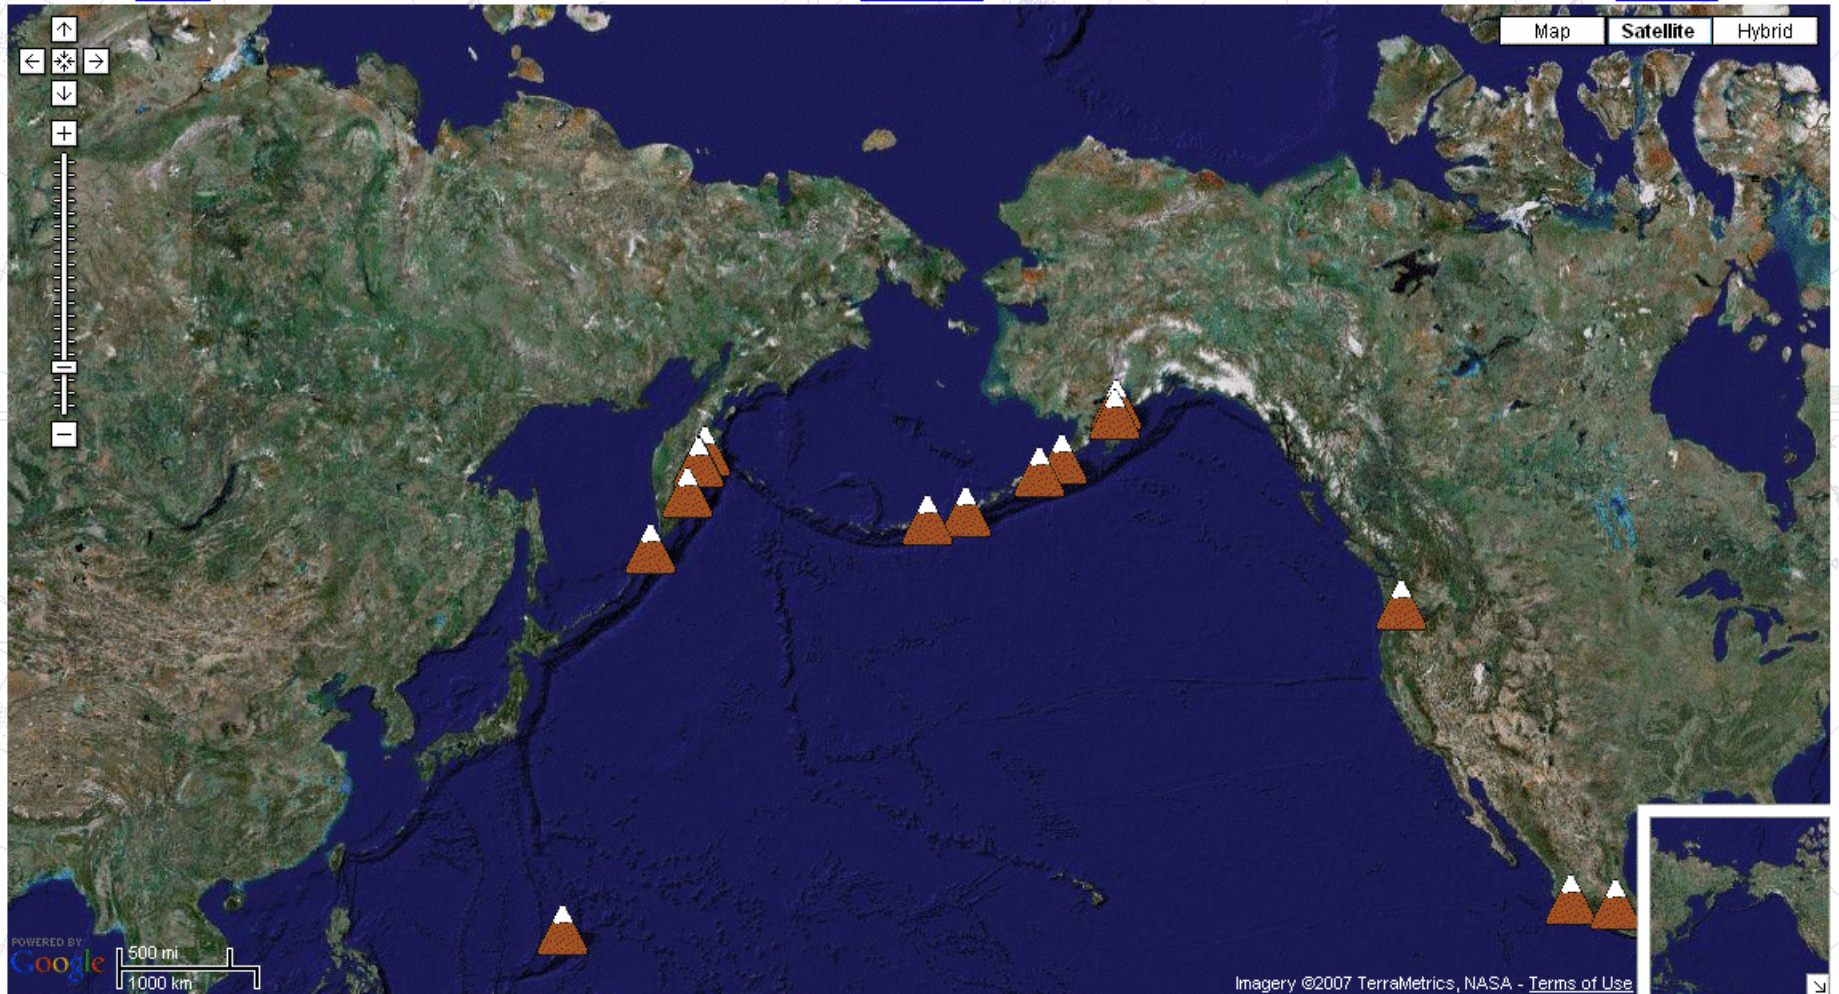 Map
Satellite
Hybrid
POWERED BY
Google
500 mi
1000 km
Imagery ©2007 TerraMetrics, NASA - Terms of Use